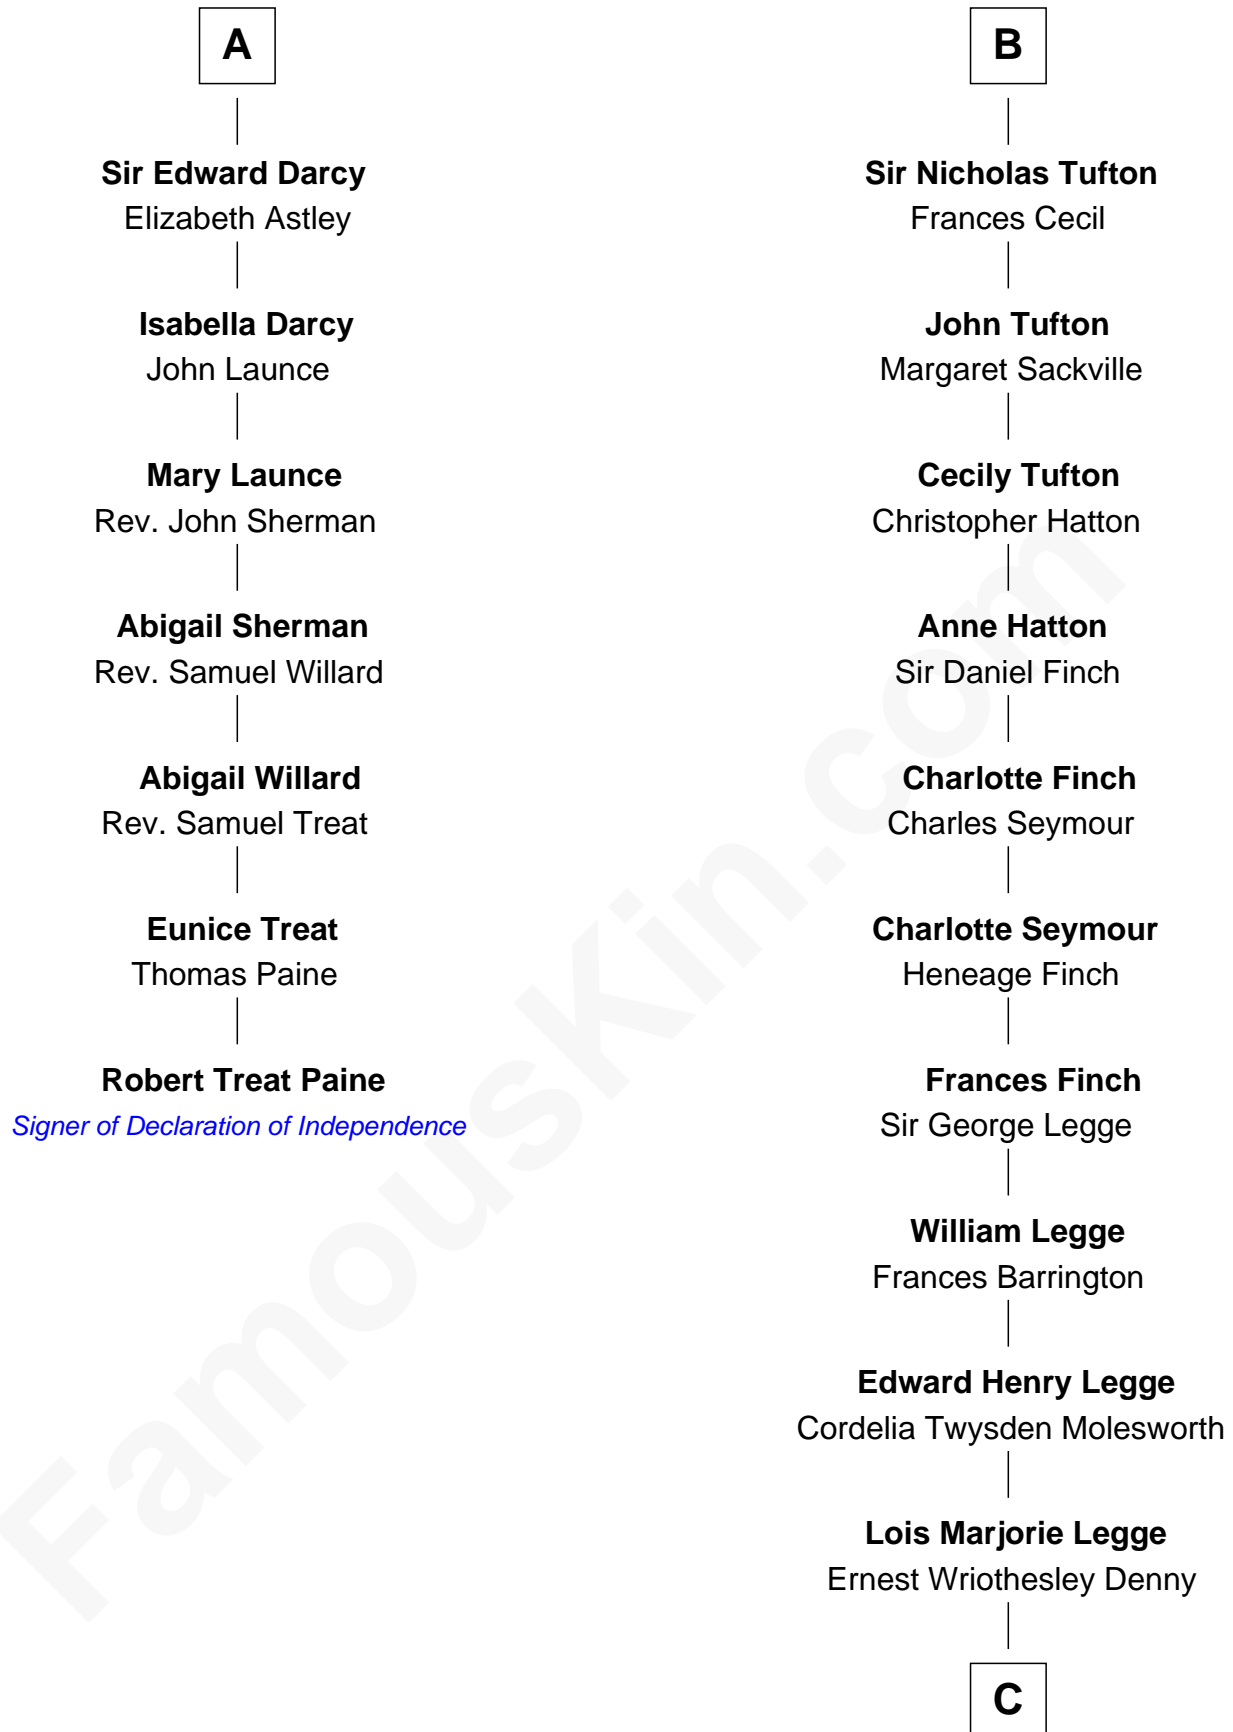 A
Sir Edward Darcy
Elizabeth Astley
Isabella Darcy
John Launce
Mary Launce
Rev. John Sherman
Abigail Sherman
Rev. Samuel Willard
Abigail Willard
Rev. Samuel Treat
Eunice Treat
Thomas Paine
Robert Treat Paine
Signer of Declaration of Independence
B
Sir Nicholas Tufton
Frances Cecil
John Tufton
Margaret Sackville
Cecily Tufton
Christopher Hatton
Anne Hatton
Sir Daniel Finch
Charlotte Finch
Charles Seymour
Charlotte Seymour
Heneage Finch
Frances Finch
Sir George Legge
William Legge
Frances Barrington
Edward Henry Legge
Cordelia Twysden Molesworth
Lois Marjorie Legge
Ernest Wriothesley Denny
C
FamousKin.com